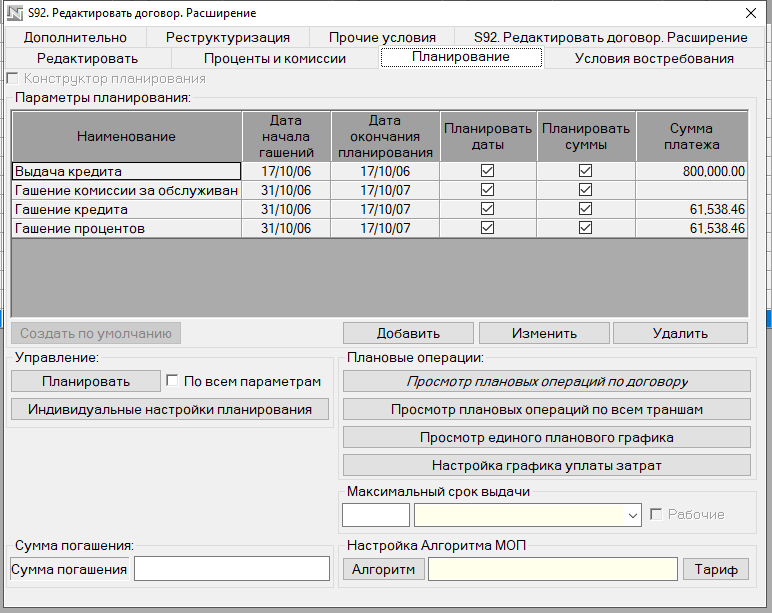 S92. Редактировать договор. Расширение
Дополнительно Реструктуризация Прочие условия S92. Редактировать договор. Расширение
Редактировать Проценты и комиссии Планирование Условия востребования
Конструктор планирования
Параметры планирования:
Наименование Дата начала гашений Дата окончания планирования Планировать даты Планировать суммы Сумма платежа
Выдача кредита 17/10/06 17/10/06 800,000.00
Гашение комиссии за обслуживан 31/10/06 17/10/07
Гашение кредита 31/10/06 17/10/07 61,538.46
Гашение процентов 31/10/06 17/10/07 61,538.46
Создать по умолчанию Добавить Изменить Удалить
Управление:
Планировать По всем параметрам
Индивидуальные настройки планирования
Плановые операции:
Просмотр плановых операций по договору
Просмотр плановых операций по всем траншам
Просмотр единого планового графика
Настройка графика уплаты затрат
Максимальный срок выдачи
Рабочие
Сумма погашения:
Сумма погашения
Настройка Алгоритма МОП
Алгоритм Тариф